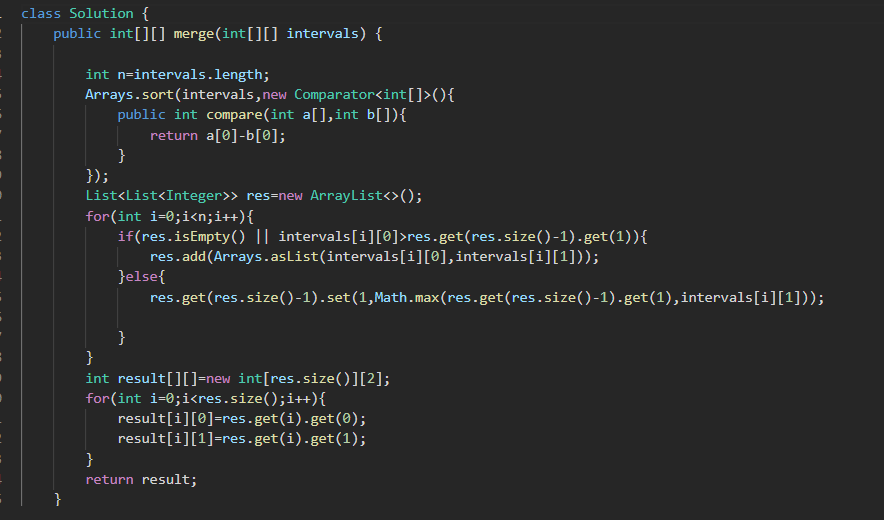 class Solution {
    public int[][] merge(int[][] intervals) {
        int n=intervals.length;
        Arrays.sort(intervals,new Comparator<int[]>(){
            public int compare(int a[],int b[]){
                return a[0]-b[0];
            }
        });
        List<List<Integer>> res=new ArrayList<>();
        for(int i=0;i<n;i++){
            if(res.isEmpty() || intervals[i][0]>res.get(res.size()-1).get(1)){
                res.add(Arrays.asList(intervals[i][0],intervals[i][1]));
            }else{
                res.get(res.size()-1).set(1,Math.max(res.get(res.size()-1).get(1),intervals[i][1]));
            }
        }
        int result[][]=new int[res.size()][2];
        for(int i=0;i<res.size();i++){
            result[i][0]=res.get(i).get(0);
            result[i][1]=res.get(i).get(1);
        }
        return result;
    }